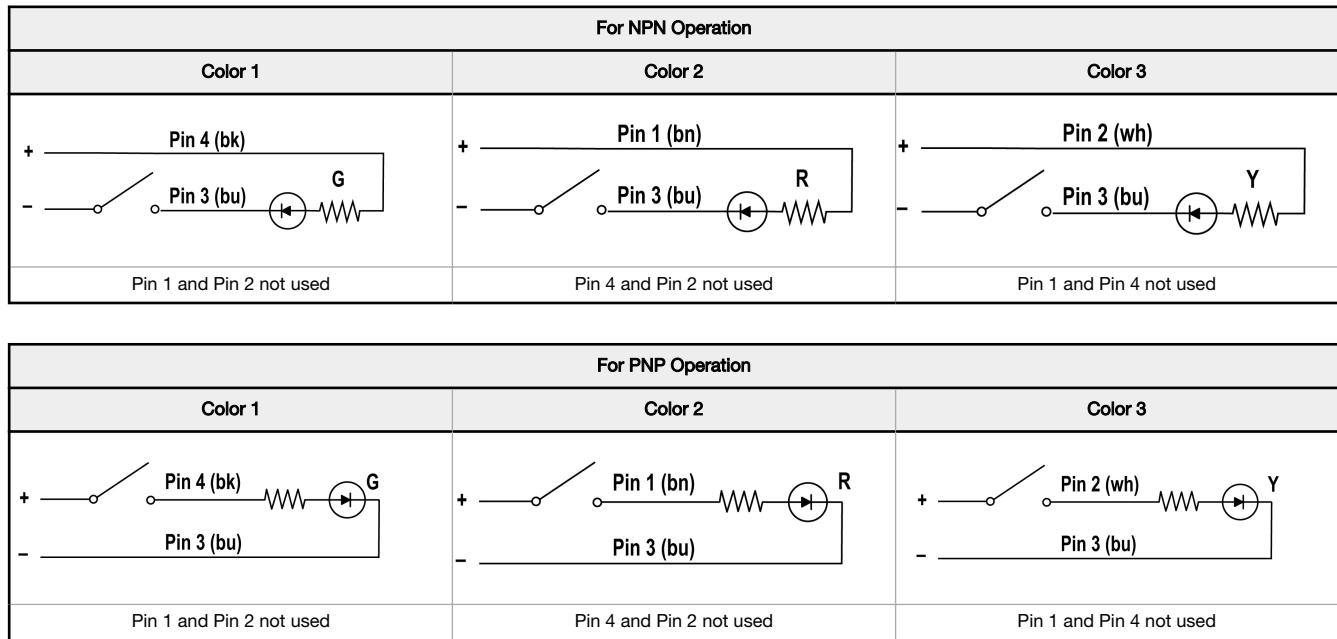 For NPN Operation
Color 1 Color 2 Color 3
Pin 4 (bk) Pin 1 (bn) Pin 2 (wh)
+ + +
G R Y
Pin 3 (bu) Pin 3 (bu) Pin 3 (bu)
– – –
Pin 1 and Pin 2 not used Pin 4 and Pin 2 not used Pin 1 and Pin 4 not used
For PNP Operation
Color 1 Color 2 Color 3
+ Pin 4 (bk) G + Pin 1 (bn) R + Pin 2 (wh) Y
– Pin 3 (bu) – Pin 3 (bu) – Pin 3 (bu)
Pin 1 and Pin 2 not used Pin 4 and Pin 2 not used Pin 1 and Pin 4 not used